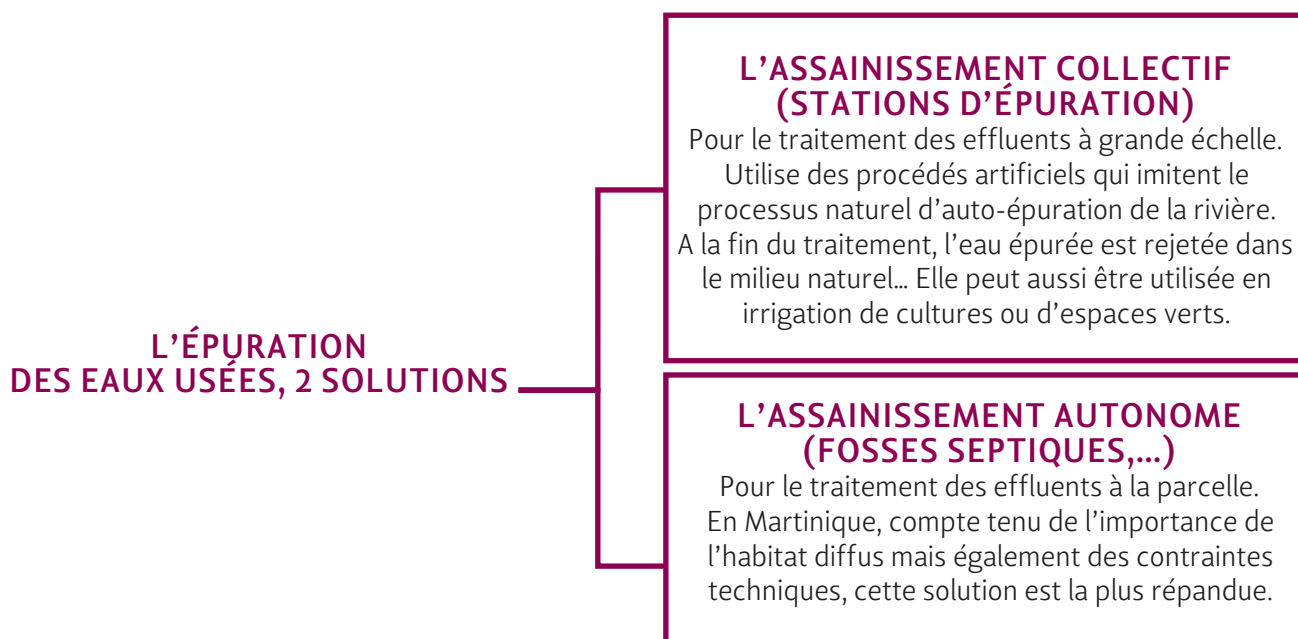 L'ÉPURATION
DES EAUX USÉES, 2 SOLUTIONS
L'ASSAINISSEMENT COLLECTIF
(STATIONS D'ÉPURATION)
Pour le traitement des effluents à grande échelle.
Utilise des procédés artificiels qui imitent le
processus naturel d'auto-épuration de la rivière.
A la fin du traitement, l'eau épurée est rejetée dans
le milieu naturel... Elle peut aussi être utilisée en
irrigation de cultures ou d'espaces verts.
L'ASSAINISSEMENT AUTONOME
(FOSSES SEPTIQUES,...)
Pour le traitement des effluents à la parcelle.
En Martinique, compte tenu de l'importance de
l'habitat diffus mais également des contraintes
techniques, cette solution est la plus répandue.